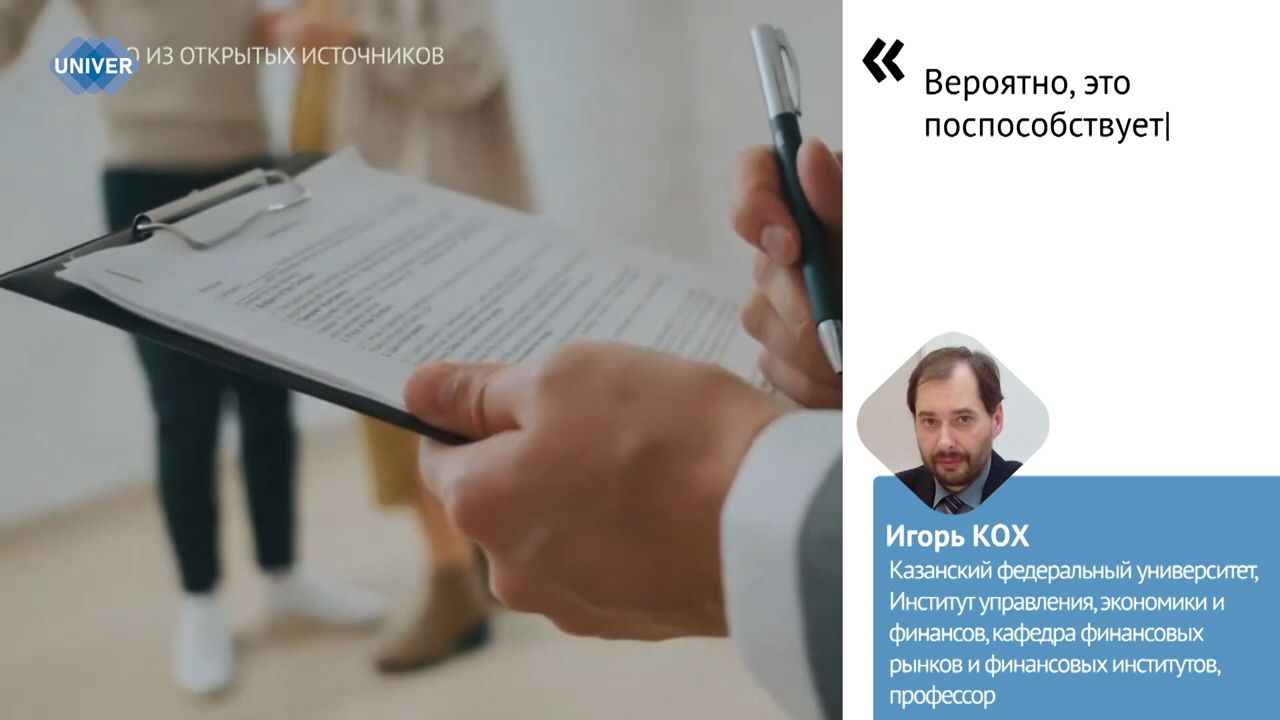 UNIVER
О ИЗ ОТКРЫТЫХ ИСТОЧНИКОВ
«
Вероятно, это
поспособствует|
Игорь КОХ
Казанский федеральный университет,
Институт управления, экономики и
финансов, кафедра финансовых
рынков и финансовых институтов,
профессор